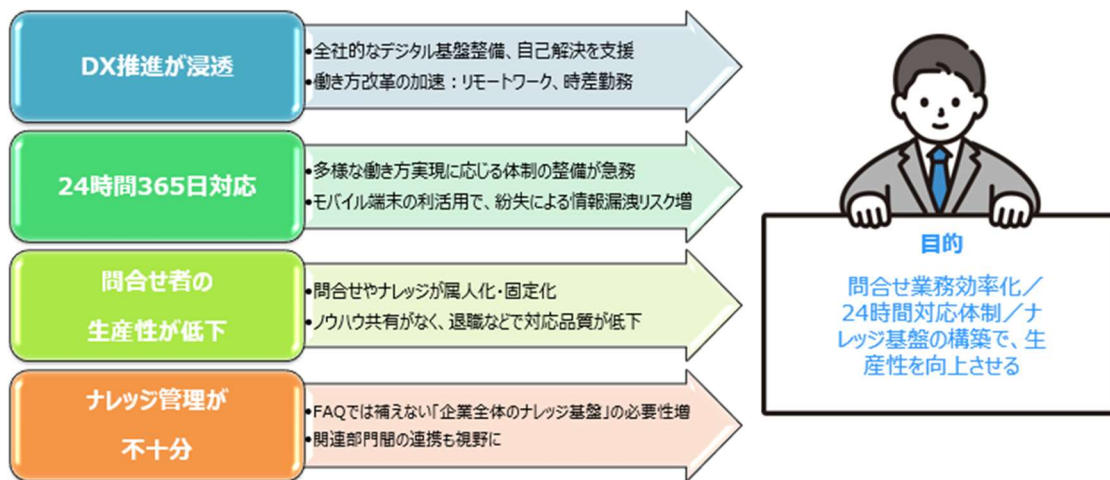 DX推進が浸透
•全社的なデジタル基盤整備、自己解決を支援
•働き方改革の加速：リモートワーク、時差勤務
24時間365日対応
•多様な働き方実現に応じる体制の整備が急務
•モバイル端末の利活用で、紛失による情報漏洩リスク増
問合せ者の
生産性が低下
•問合せやナレッジが属人化・固定化
•ノウハウ共有がなく、退職などで対応品質が低下
ナレッジ管理が
不十分
•FAQでは補えない「企業全体のナレッジ基盤」の必要性増
•関連部門間の連携も視野に
目的
問合せ業務効率化／
24時間対応体制／ナ
レッジ基盤の構築で、生
産性を向上させる